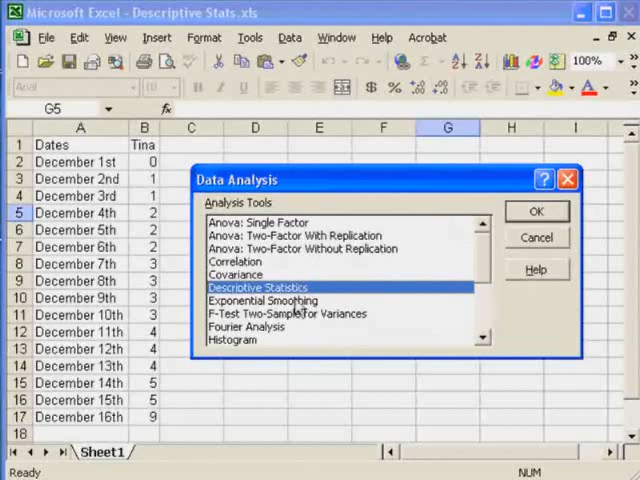 Microsoft Excel - Descriptive Stats.xls
File Edit View Insert Format Tools Data Window Help Acrobat
100%
Arial 10 B I U $ % A
G5 fx
A B C D E F G H I
1 Dates Tina
2 December 1st 0
3 December 2nd 1
4 December 3rd 1
5 December 4th 2
6 December 5th 2
7 December 6th 2
8 December 7th 3
9 December 8th 3
10 December 9th 3
11 December 10th 3
12 December 11th 4
13 December 12th 4
14 December 13th 4
15 December 14th 5
16 December 15th 5
17 December 16th 9
18
Data Analysis
Analysis Tools
Anova: Single Factor
Anova: Two-Factor With Replication
Anova: Two-Factor Without Replication
Correlation
Covariance
Descriptive Statistics
Exponential Smoothing
F-Test Two-Sample for Variances
Fourier Analysis
Histogram
OK
Cancel
Help
Sheet1
Ready NUM